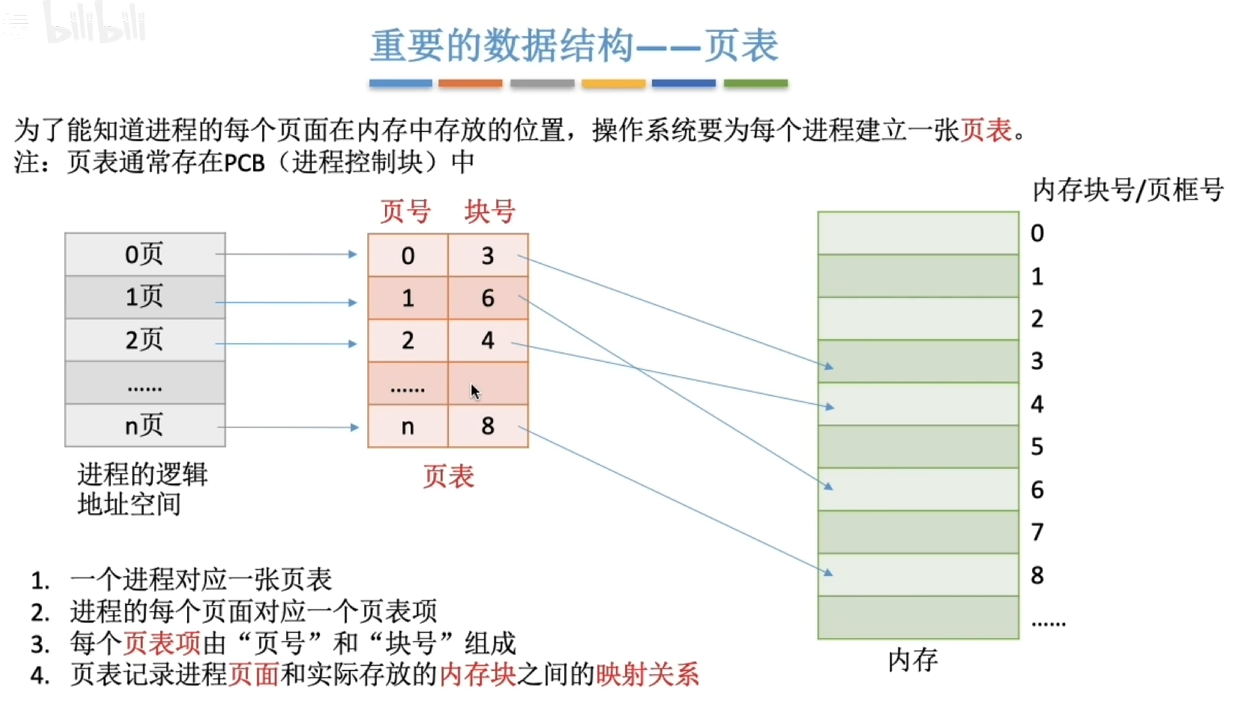 bilibili
重要的数据结构——页表
为了能知道进程的每个页面在内存中存放的位置，操作系统要为每个进程建立一张页表。
注：页表通常存在PCB（进程控制块）中
内存块号/页框号
页号 块号
0页 0 3 0
1页 1 6 1
2页 2 4 2
...... ...... 3
n页 n 8 4
5
6
7
8
......
进程的逻辑
地址空间
页表
内存
1. 一个进程对应一张页表
2. 进程的每个页面对应一个页表项
3. 每个页表项由“页号”和“块号”组成
4. 页表记录进程页面和实际存放的内存块之间的映射关系